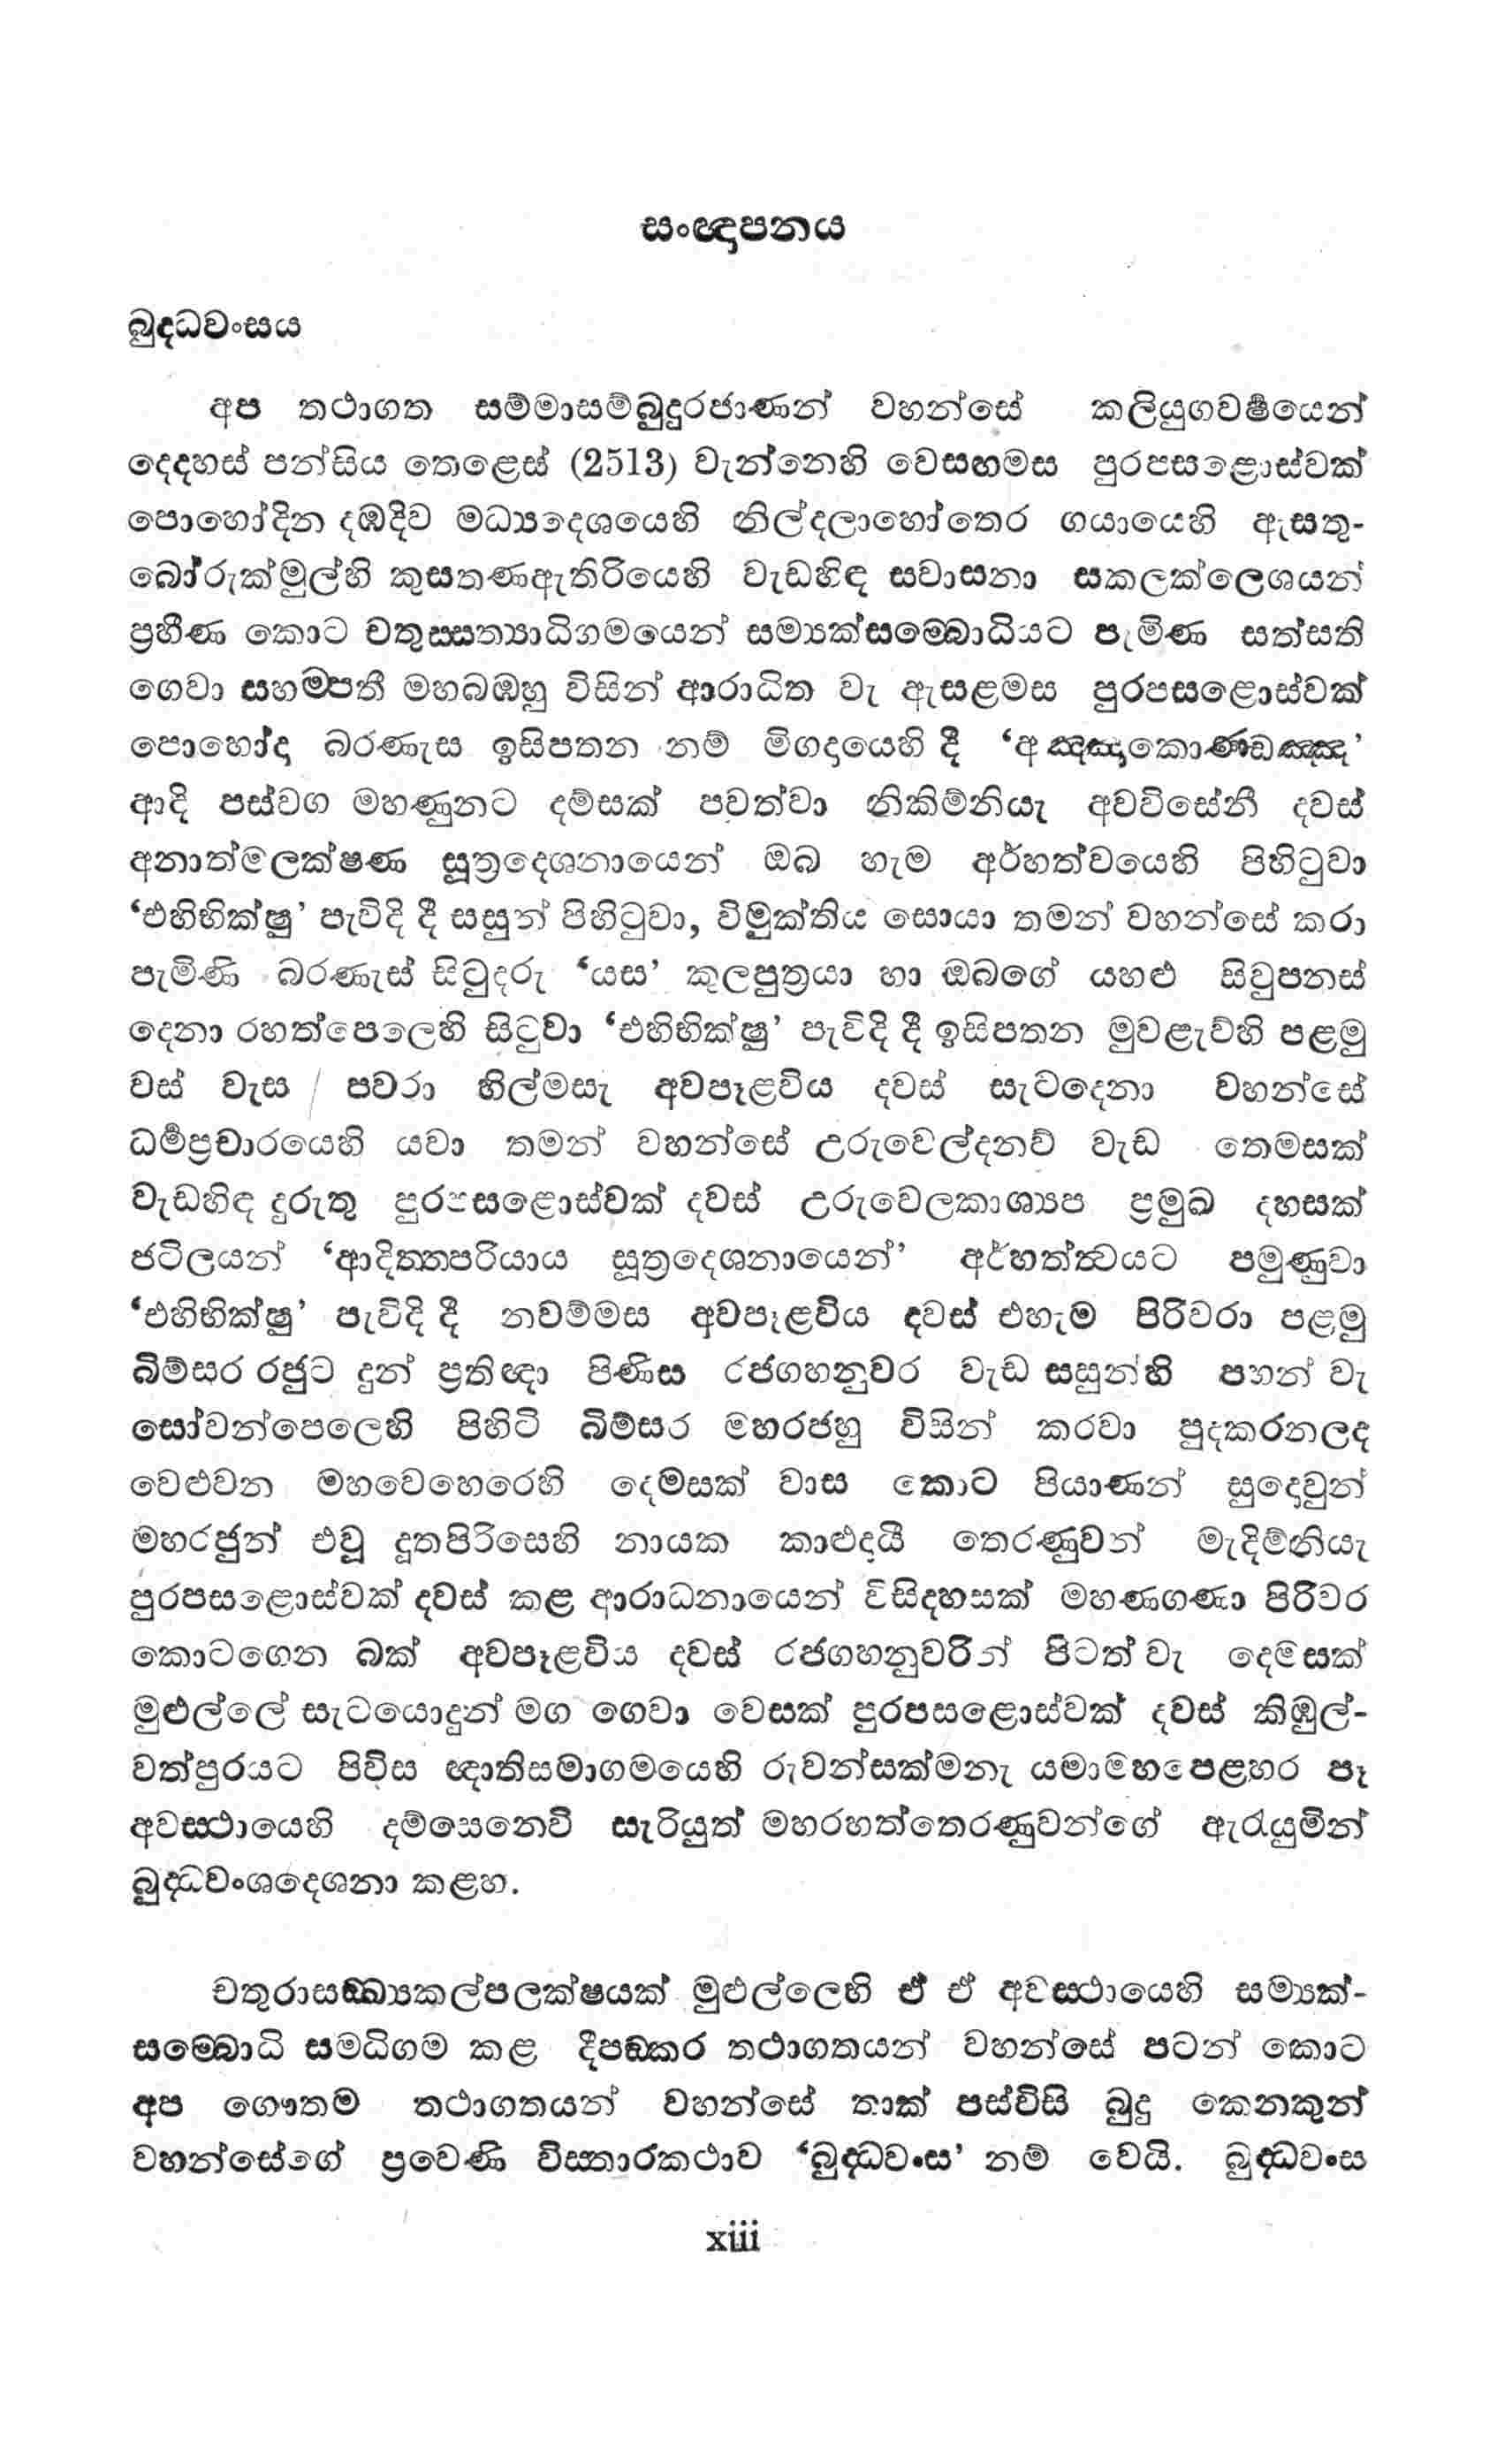 සංඥාපනය
බුද්ධවංසය
අප තථාගත සම්මාසම්බුදුරජාණන් වහන්සේ කලියුගවර්‍ෂයෙන්
දෙදහස් පන්සිය තෙළෙස් (2513) වැන්නෙහි වෙසඟමස පුරපසළොස්වක්
පොහෝදින දඹදිව මධ්‍යදෙශයෙහි නිල්දලාහෝතෙර ගයායෙහි ඇසතු-
බෝරුක්මුල්හි කුසතණඇතිරියෙහි වැඩහිඳ සවාසනා සකලක්ලෙශයන්
ප්‍රහීණ කොට චතුස්සත්‍යාධිගමයෙන් සම්‍යක්සම්බොධියට පැමිණ සත්සති
ගෙවා සහම්පතී මහබඹහු විසින් ආරාධිත වැ ඇසළමස පුරපසළොස්වක්
පොහෝදා බරණැස ඉසිපතන නම් මිගදායෙහි දී ‘අඤ්ඤාකොණ්ඩඤ්ඤ’
ආදි පස්වග මහණුනට දම්සක් පවත්වා නිකිම්නියැ අවවිසේනී දවස්
අනාත්මලක්ෂණ සූත්‍රදෙශනායෙන් ඔබ හැම අර්හත්වයෙහි පිහිටුවා
‘එහිභික්ෂු’ පැවිදි දී සසුන් පිහිටුවා, විමුක්තිය සොයා තමන් වහන්සේ කරා
පැමිණි බරණැස් සිටුදරු ‘යස’ කුලපුත්‍රයා හා ඔබගේ යහළු සිවුපනස්
දෙනා රහත්පෙලෙහි සිටුවා ‘එහිභික්ෂු’ පැවිදි දී ඉසිපතන මුවළැව්හි පළමු
වස් වැස / පවරා හිල්මසැ අවපෑළවිය දවස් සැටදෙනා වහන්සේ
ධර්‍මප්‍රචාරයෙහි යවා තමන් වහන්සේ උරුවෙල්දනව් වැඩ තෙමසක්
වැඩහිඳ දුරුතු පුරපසළොස්වක් දවස් උරුවෙලකාශ්‍යප ප්‍රමුඛ දහසක්
ජටිලයන් ‘ආදිත්තපරියාය සූත්‍රදෙශනායෙන්’ අර්හත්ත්වයට පමුණුවා
‘එහිභික්ෂු’ පැවිදි දී නවම්මස අවපෑළවිය දවස් එහැම පිරිවරා පළමු
බිම්සර රජුට දුන් ප්‍රතිඥා පිණිස රජගහනුවර වැඩ සසුන්හි පහන් වැ
සෝවන්පෙලෙහි පිහිටි බිම්සර මහරජහු විසින් කරවා පුදකරනලද
වෙළුවන මහවෙහෙරෙහි දෙමසක් වාස කොට පියාණන් සුදොවුන්
මහරජුන් එවූ දූතපිරිසෙහි නායක කාළුදායී තෙරණුවන් මැදිම්නියැ
පුරපසළොස්වක් දවස් කළ ආරාධනායෙන් විසිදහසක් මහණගණා පිරිවර
කොටගෙන බක් අවපෑළවිය දවස් රජගහනුවරින් පිටත් වැ දෙමසක්
මුළුල්ලේ සැටයොදුන් මග ගෙවා වෙසක් පුරපසළොස්වක් දවස් කිඹුල්-
වත්පුරයට පිවිස ඥාතිසමාගමයෙහි රුවන්සක්මනැ යමාමහපෙළහර පෑ
අවස්ථායෙහි දම්සෙනෙවි සැරියුත් මහරහත්තෙරණුවන්ගේ ඇරැයුමින්
බුද්ධවංශදෙශනා කළහ.
චතුරාසඞ්ඛ්‍යකල්පලක්ෂයක් මුළුල්ලෙහි ඒ ඒ අවස්ථායෙහි සම්‍යක්-
සම්බොධි සමධිගම කළ දීපඞ්කර තථාගතයන් වහන්සේ පටන් කොට
අප ගෞතම තථාගතයන් වහන්සේ තාක් පස්විසි බුදු කෙනකුන්
වහන්සේගේ ප්‍රවෙණි විස්තාරකථාව ‘බුද්ධවංස’ නම් වෙයි. බුද්ධවංස
xiii